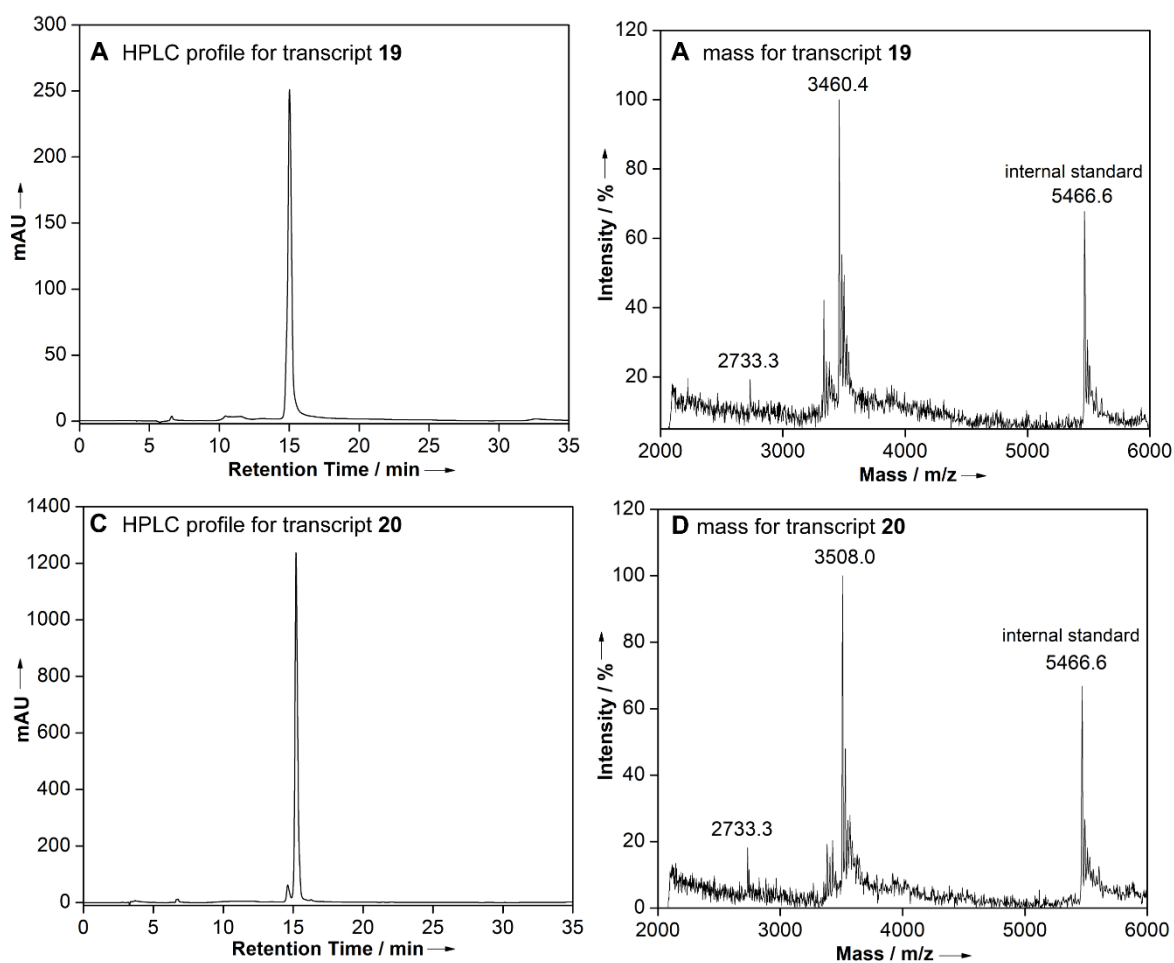 A HPLC profile for transcript 19
300
250
200
150
100
50
0
mAU
0 5 10 15 20 25 30 35
Retention Time / min
A mass for transcript 19
3460.4
internal standard
5466.6
2733.3
120
100
80
60
40
20
Intensity / %
2000 3000 4000 5000 6000
Mass / m/z
C HPLC profile for transcript 20
1400
1200
1000
800
600
400
200
0
mAU
0 5 10 15 20 25 30 35
Retention Time / min
D mass for transcript 20
3508.0
internal standard
5466.6
2733.3
120
100
80
60
40
20
0
Intensity / %
2000 3000 4000 5000 6000
Mass / m/z